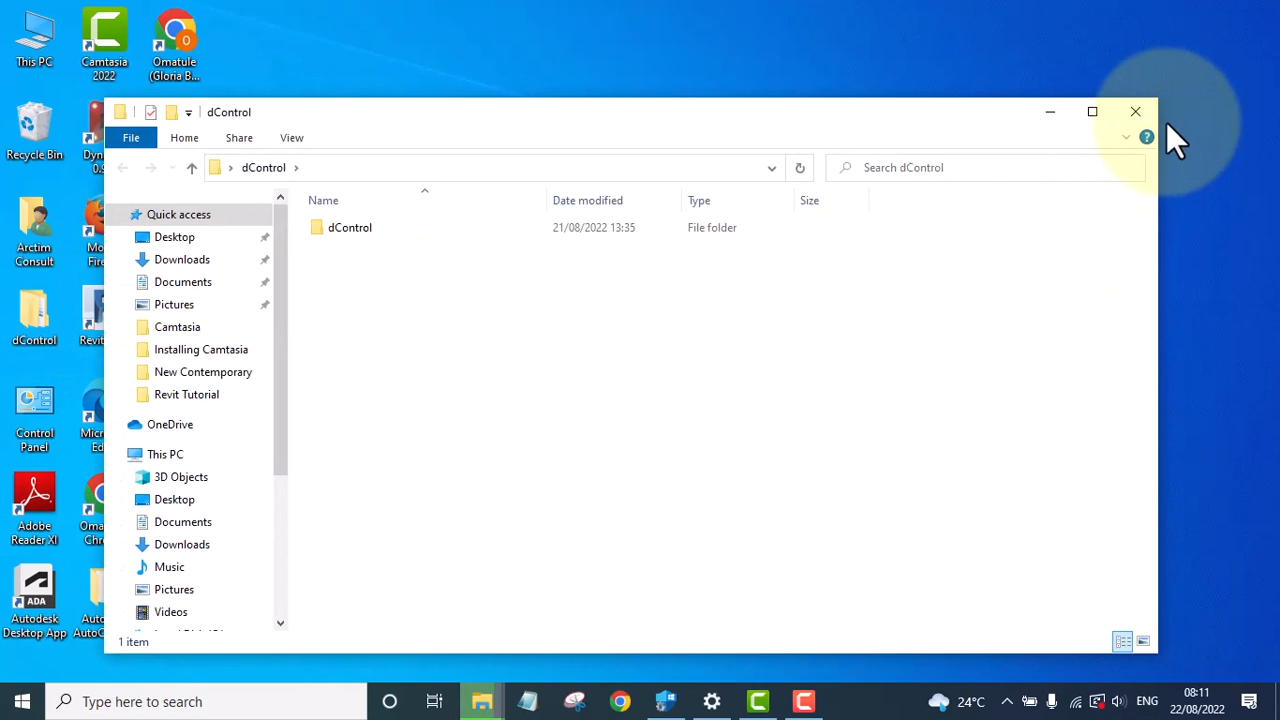 This PC
Camtasia
2022
Omatule
(Gloria B...
Recycle Bin
Arctim
Consult
dControl
Control
Panel
Adobe
Reader XI
ADA
Autodesk
Desktop App
dControl
File
Home
Share
View
dControl
Search dControl
Name
Date modified
Type
Size
dControl
21/08/2022 13:35
File folder
Quick access
Desktop
Downloads
Documents
Pictures
Camtasia
Installing Camtasia
New Contemporary
Revit Tutorial
OneDrive
This PC
3D Objects
Desktop
Documents
Downloads
Music
Pictures
Videos
1 item
Type here to search
24°C
ENG
08:11
22/08/2022